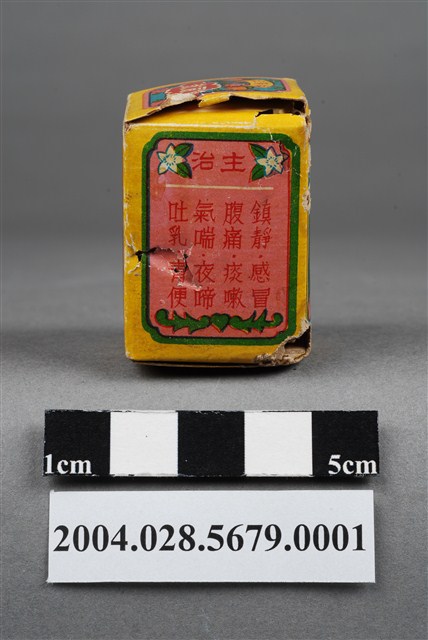 主治
鎮靜·感冒
腹痛·痰嗽
氣喘·夜啼
吐乳·青便
1cm
5cm
2004.028.5679.0001